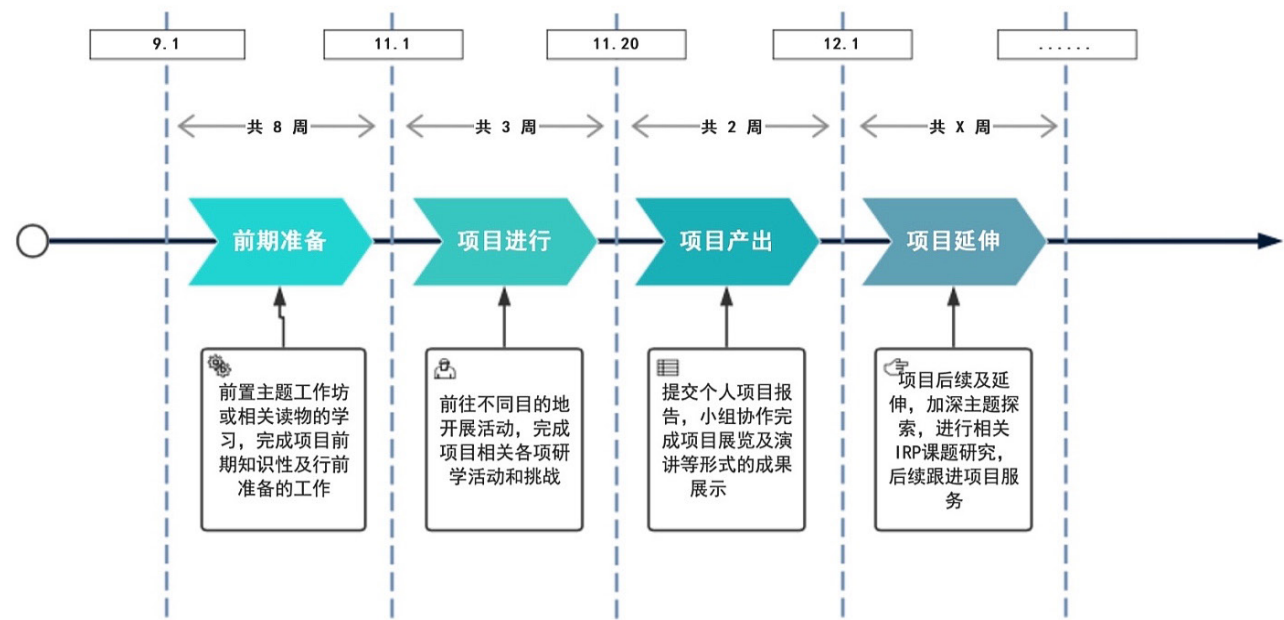 9.1
11.1
11.20
12.1
......
共 8 周
共 3 周
共 2 周
共 X 周
前期准备
项目进行
项目产出
项目延伸
前置主题工作坊
或相关读物的学
习，完成项目前
期知识性及行前
准备的工作
前往不同目的地
开展活动，完成
项目相关各项研
学活动和挑战
提交个人项目报
告，小组协作完
成项目展览及演
讲等形式的成果
展示
项目后续及延
伸，加深主题探
索，进行相关
IRP课题研究，
后续跟进项目服
务